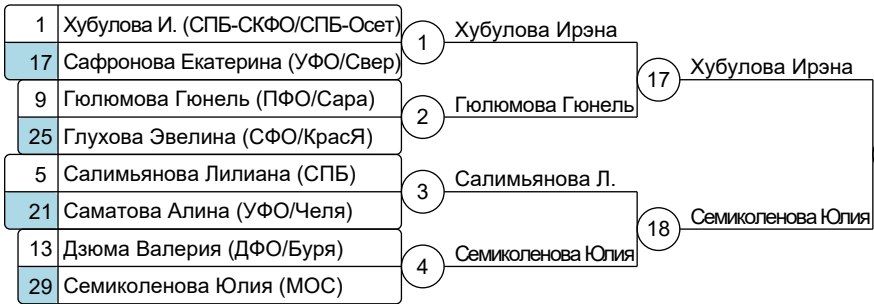 1 Хубулова И. (СПБ-СКФО/СПБ-Осет)
17 Сафронова Екатерина (УФО/Свер)
1 Хубулова Ирэна
9 Гюлюмова Гюнель (ПФО/Сара)
25 Глухова Эвелина (СФО/КрасЯ)
2 Гюлюмова Гюнель
17 Хубулова Ирэна
5 Салимьянова Лилиана (СПБ)
21 Саматова Алина (УФО/Челя)
3 Салимьянова Л.
13 Дзюма Валерия (ДФО/Буря)
29 Семиколенова Юлия (МОС)
4 Семиколенова Юлия
18 Семиколенова Юлия